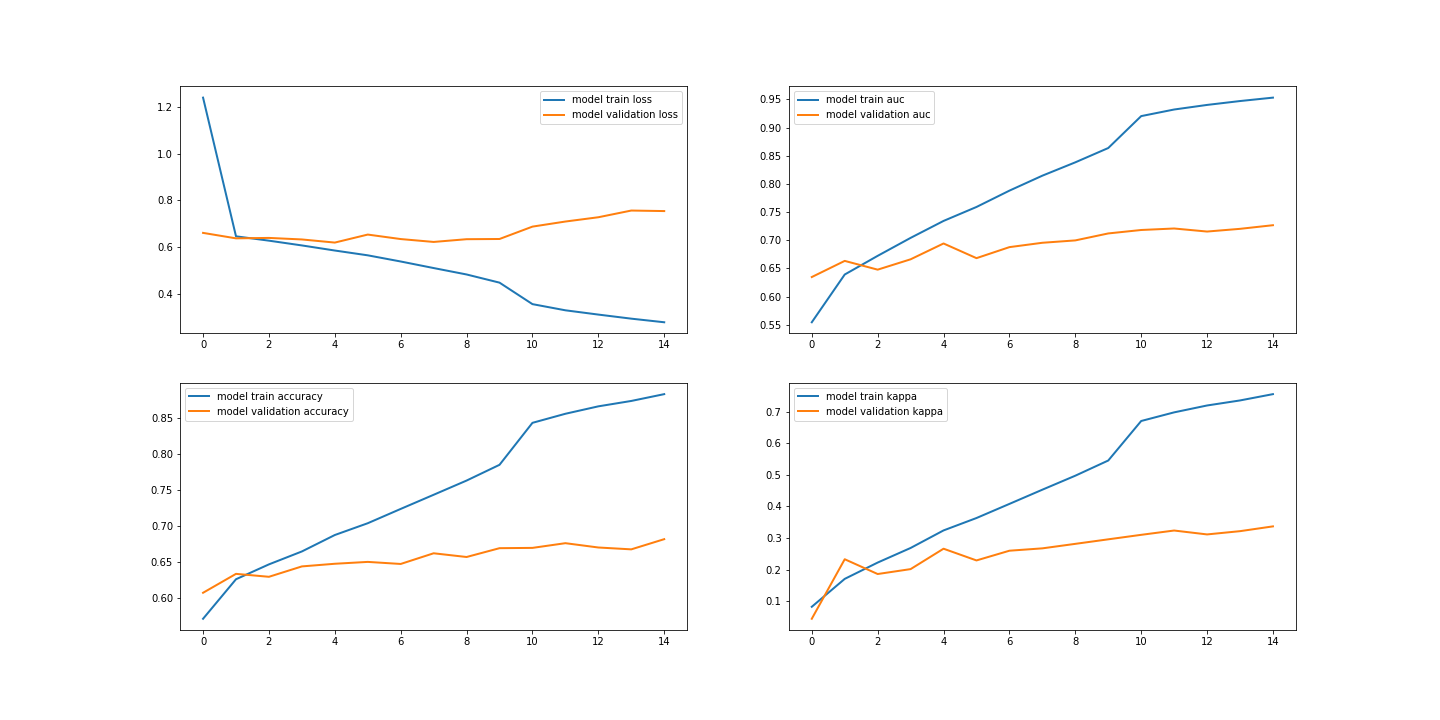 model train loss
model validation loss
1.2
1.0
0.8
0.6
0.4
0 2 4 6 8 10 12 14
model train auc
model validation auc
0.95
0.90
0.85
0.80
0.75
0.70
0.65
0.60
0.55
0 2 4 6 8 10 12 14
model train accuracy
model validation accuracy
0.85
0.80
0.75
0.70
0.65
0.60
0 2 4 6 8 10 12 14
model train kappa
model validation kappa
0.7
0.6
0.5
0.4
0.3
0.2
0.1
0 2 4 6 8 10 12 14